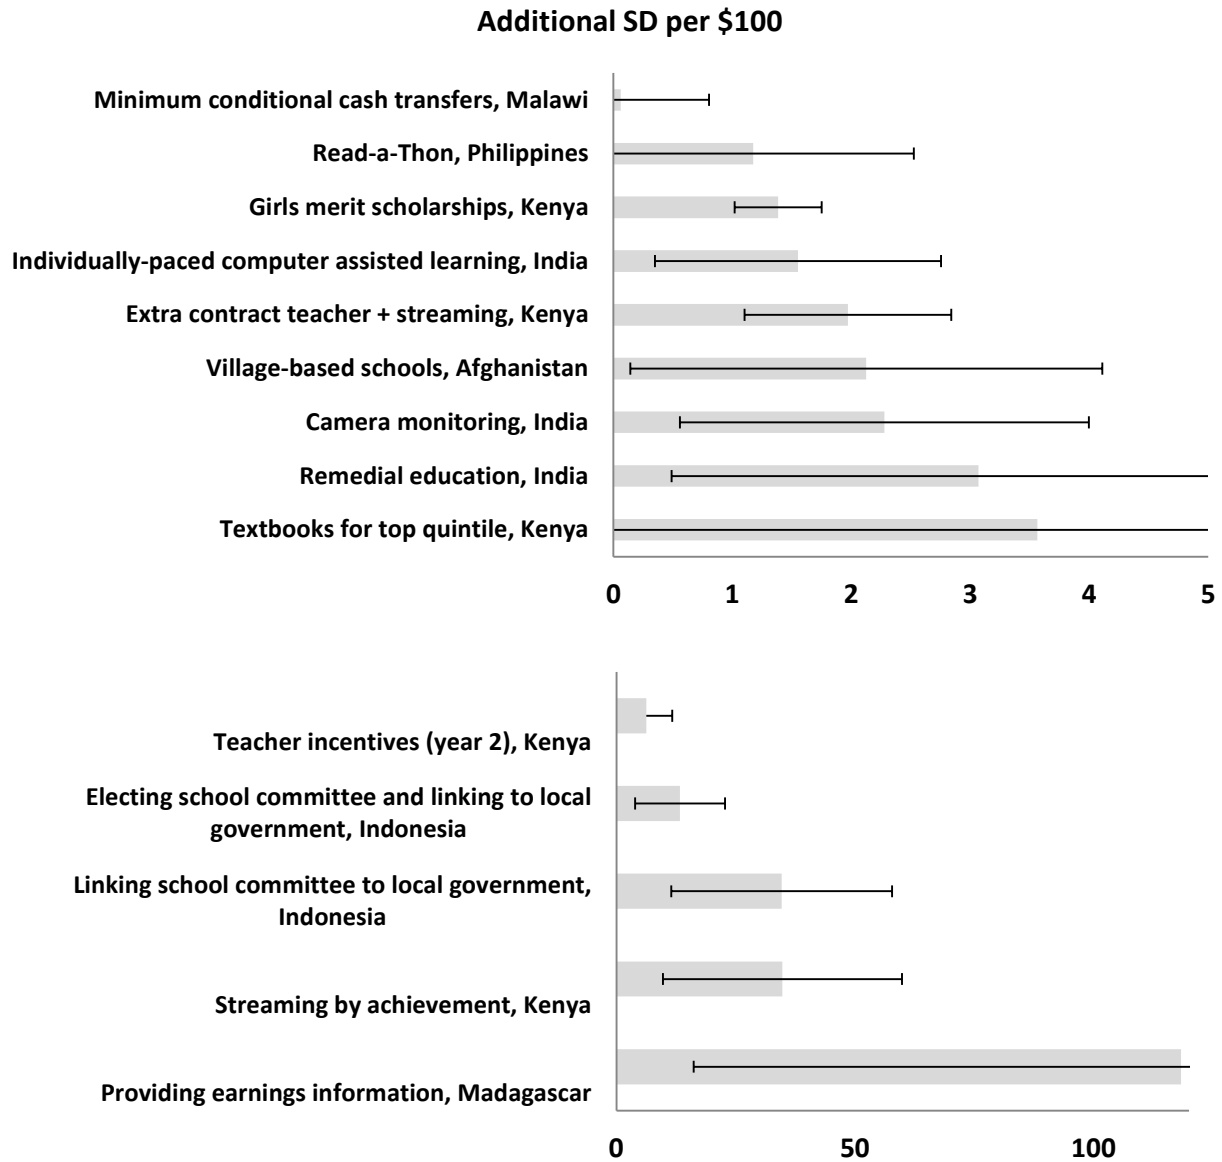 Additional SD per $100
Minimum conditional cash transfers, Malawi
Read-a-Thon, Philippines
Girls merit scholarships, Kenya
Individually-paced computer assisted learning, India
Extra contract teacher + streaming, Kenya
Village-based schools, Afghanistan
Camera monitoring, India
Remedial education, India
Textbooks for top quintile, Kenya
0 1 2 3 4 5
Teacher incentives (year 2), Kenya
Electing school committee and linking to local
government, Indonesia
Linking school committee to local government,
Indonesia
Streaming by achievement, Kenya
Providing earnings information, Madagascar
0 50 100